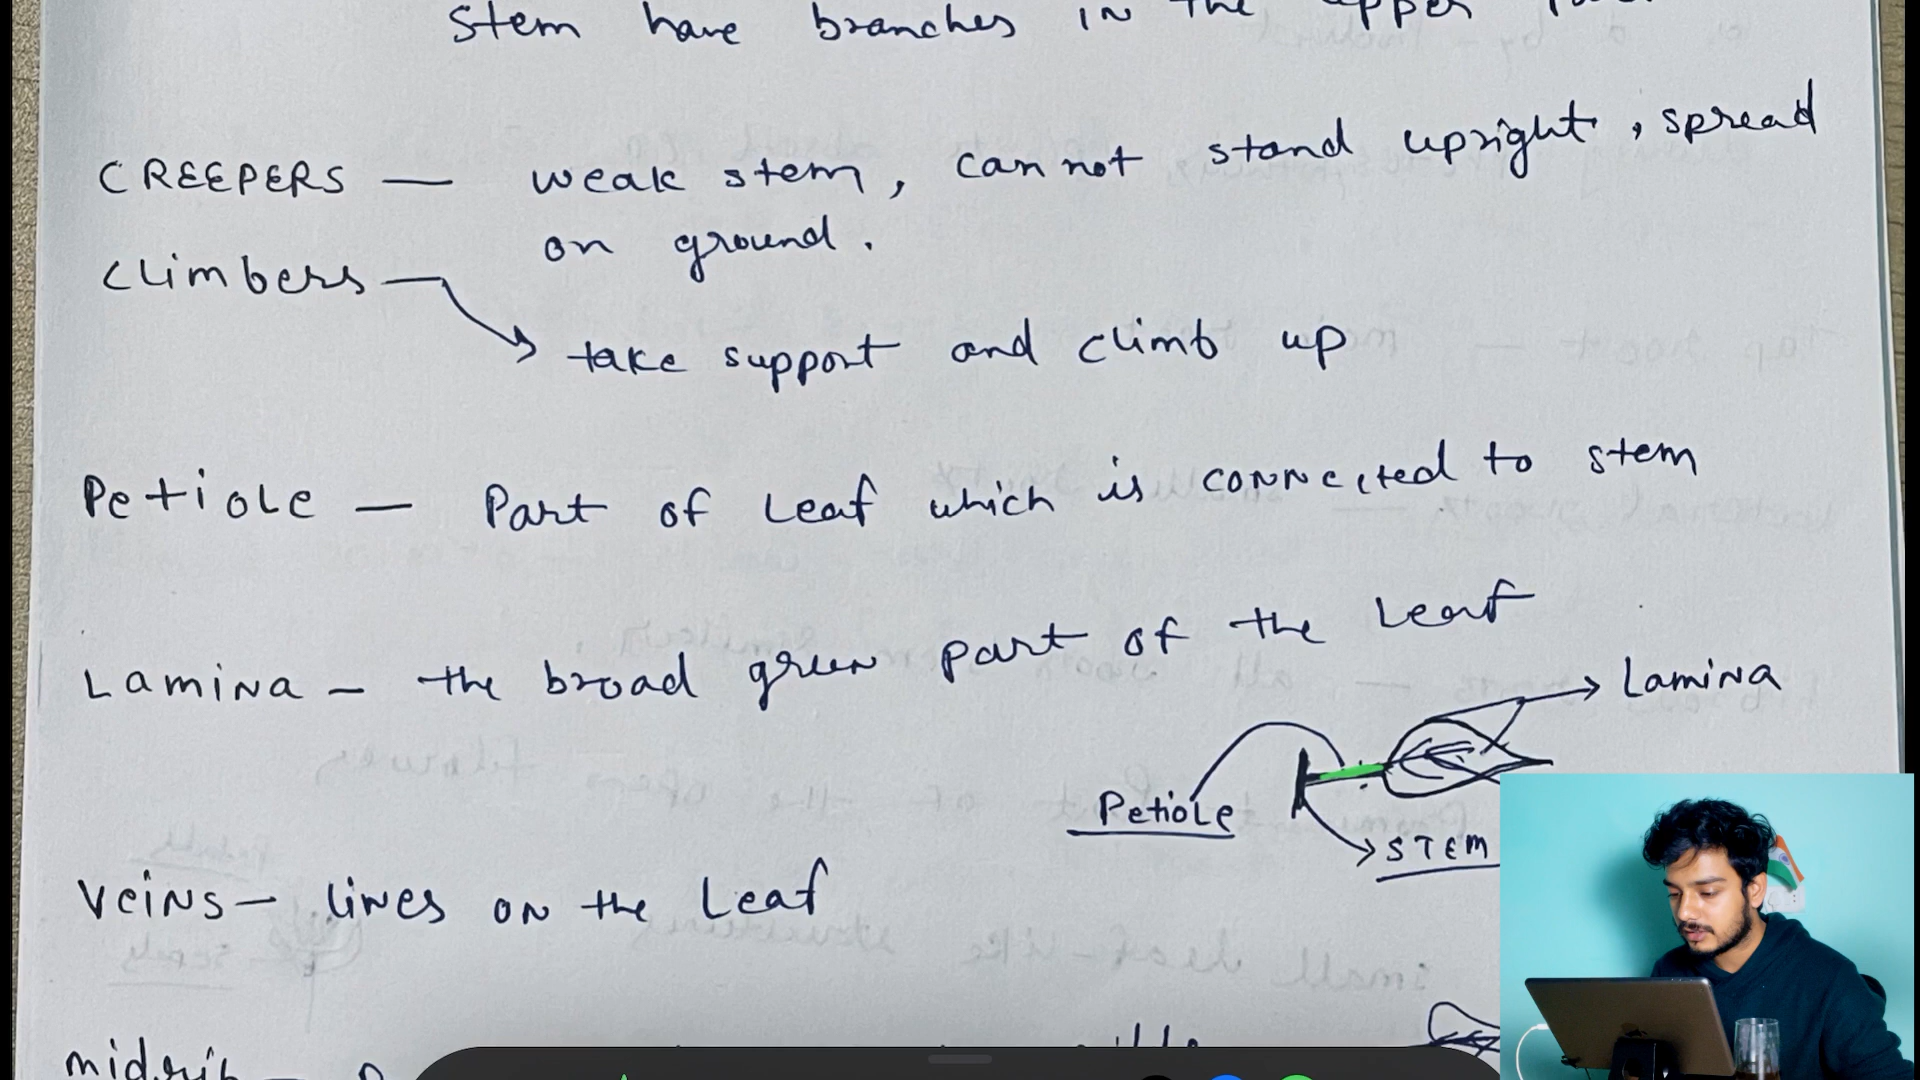 Stem have branches in the upper
CREEPERS — weak stem, cannot stand upright, spread
on ground.
Climbers —
→ take support and climb up
Petiole — Part of Leaf which is connected to stem
Lamina - the broad green part of the Leaf
→ Lamina
Petiole
→ STEM
Veins - lines on the Leaf
midrib -